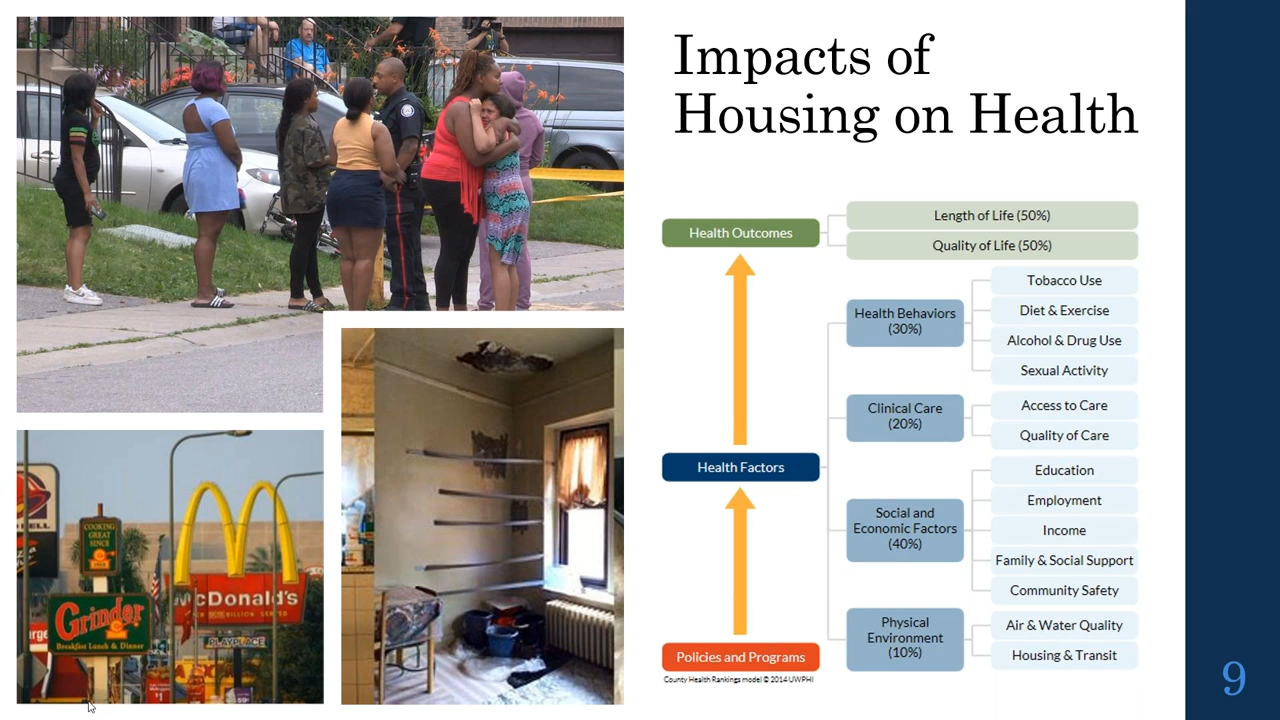 Impacts of
Housing on Health
Health Outcomes
Length of Life (50%)
Quality of Life (50%)
Health Behaviors
(30%)
Tobacco Use
Diet & Exercise
Alcohol & Drug Use
Sexual Activity
Clinical Care
(20%)
Access to Care
Quality of Care
Health Factors
Social and
Economic Factors
(40%)
Education
Employment
Income
Family & Social Support
Community Safety
Physical
Environment
(10%)
Air & Water Quality
Housing & Transit
Policies and Programs
County Health Rankings model © 2014 UWPHI
COOKING
GREAT
SINCE
Grinder
Breakfast Lunch & Dinner
McDonald's
BILLION SERVED
PLAYPLACE
9